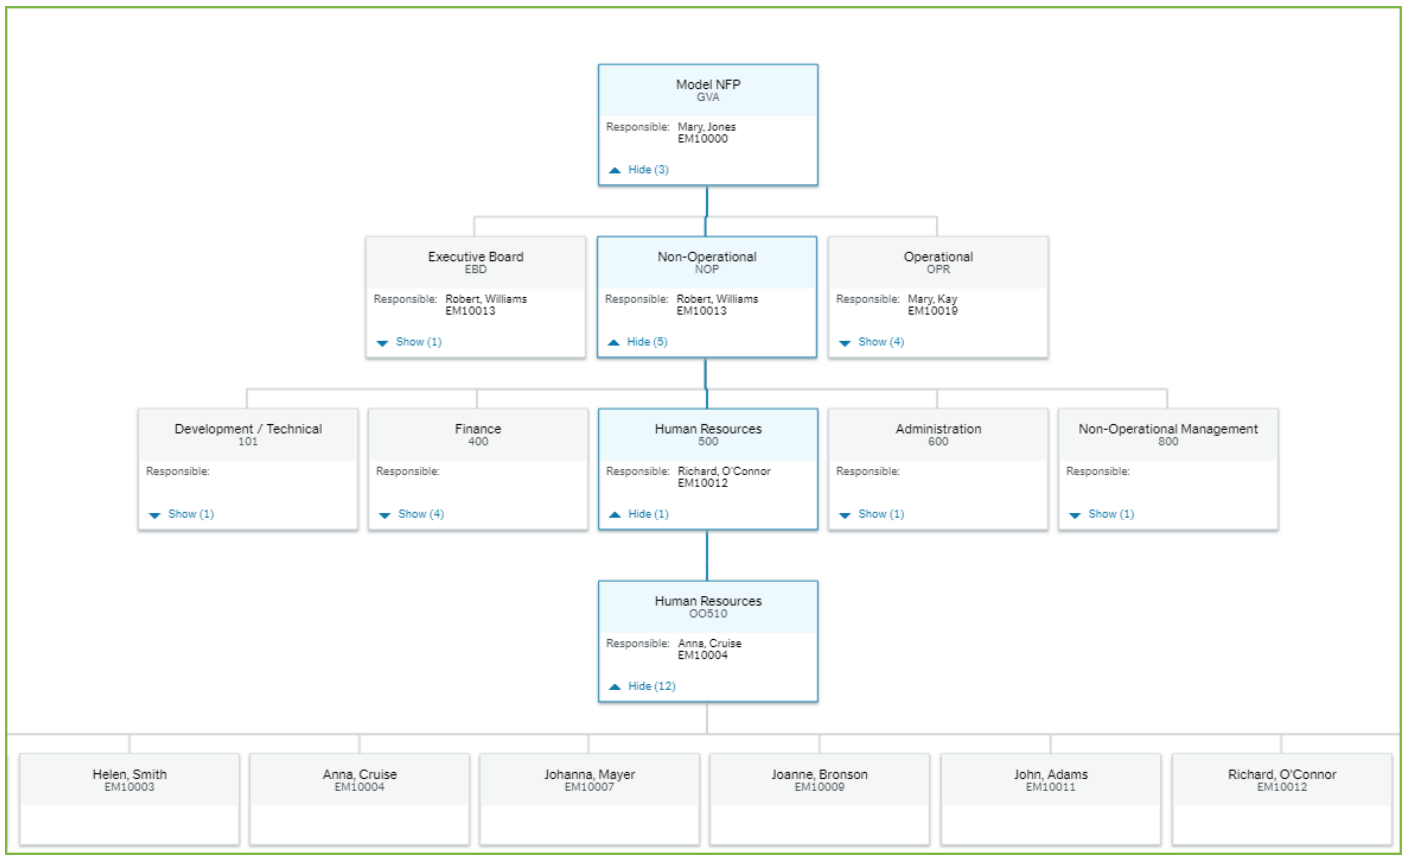 Model NFP
GVA
Responsible: Mary, Jones
EM10000
Hide (3)
Executive Board
EBD
Responsible: Robert, Williams
EM10013
Show (1)
Non-Operational
NOP
Responsible: Robert, Williams
EM10013
Hide (5)
Operational
OPR
Responsible: Mary, Kay
EM10019
Show (4)
Development / Technical
101
Responsible:
Show (1)
Finance
400
Responsible:
Show (4)
Human Resources
500
Responsible: Richard, O'Connor
EM10012
Hide (1)
Administration
600
Responsible:
Show (1)
Non-Operational Management
800
Responsible:
Show (1)
Human Resources
OO510
Responsible: Anna, Cruise
EM10004
Hide (12)
Helen, Smith
EM10003
Anna, Cruise
EM10004
Johanna, Mayer
EM10007
Joanne, Bronson
EM10009
John, Adams
EM10011
Richard, O'Connor
EM10012